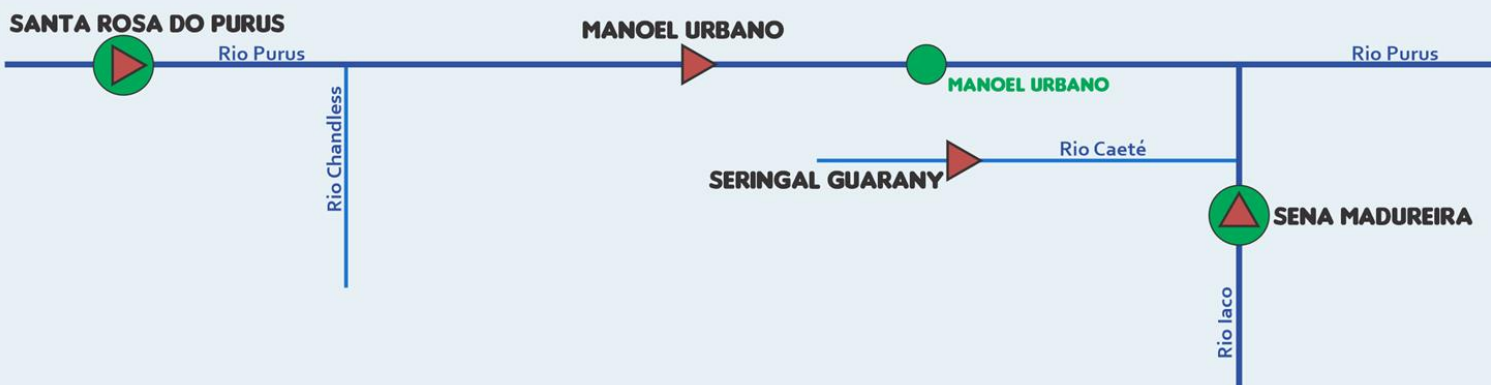 SANTA ROSA DO PURUS
MANOEL URBANO
Rio Purus
Rio Purus
MANOEL URBANO
Rio Chandless
Rio Caeté
SERINGAL GUARANY
SENA MADUREIRA
Rio Iaco